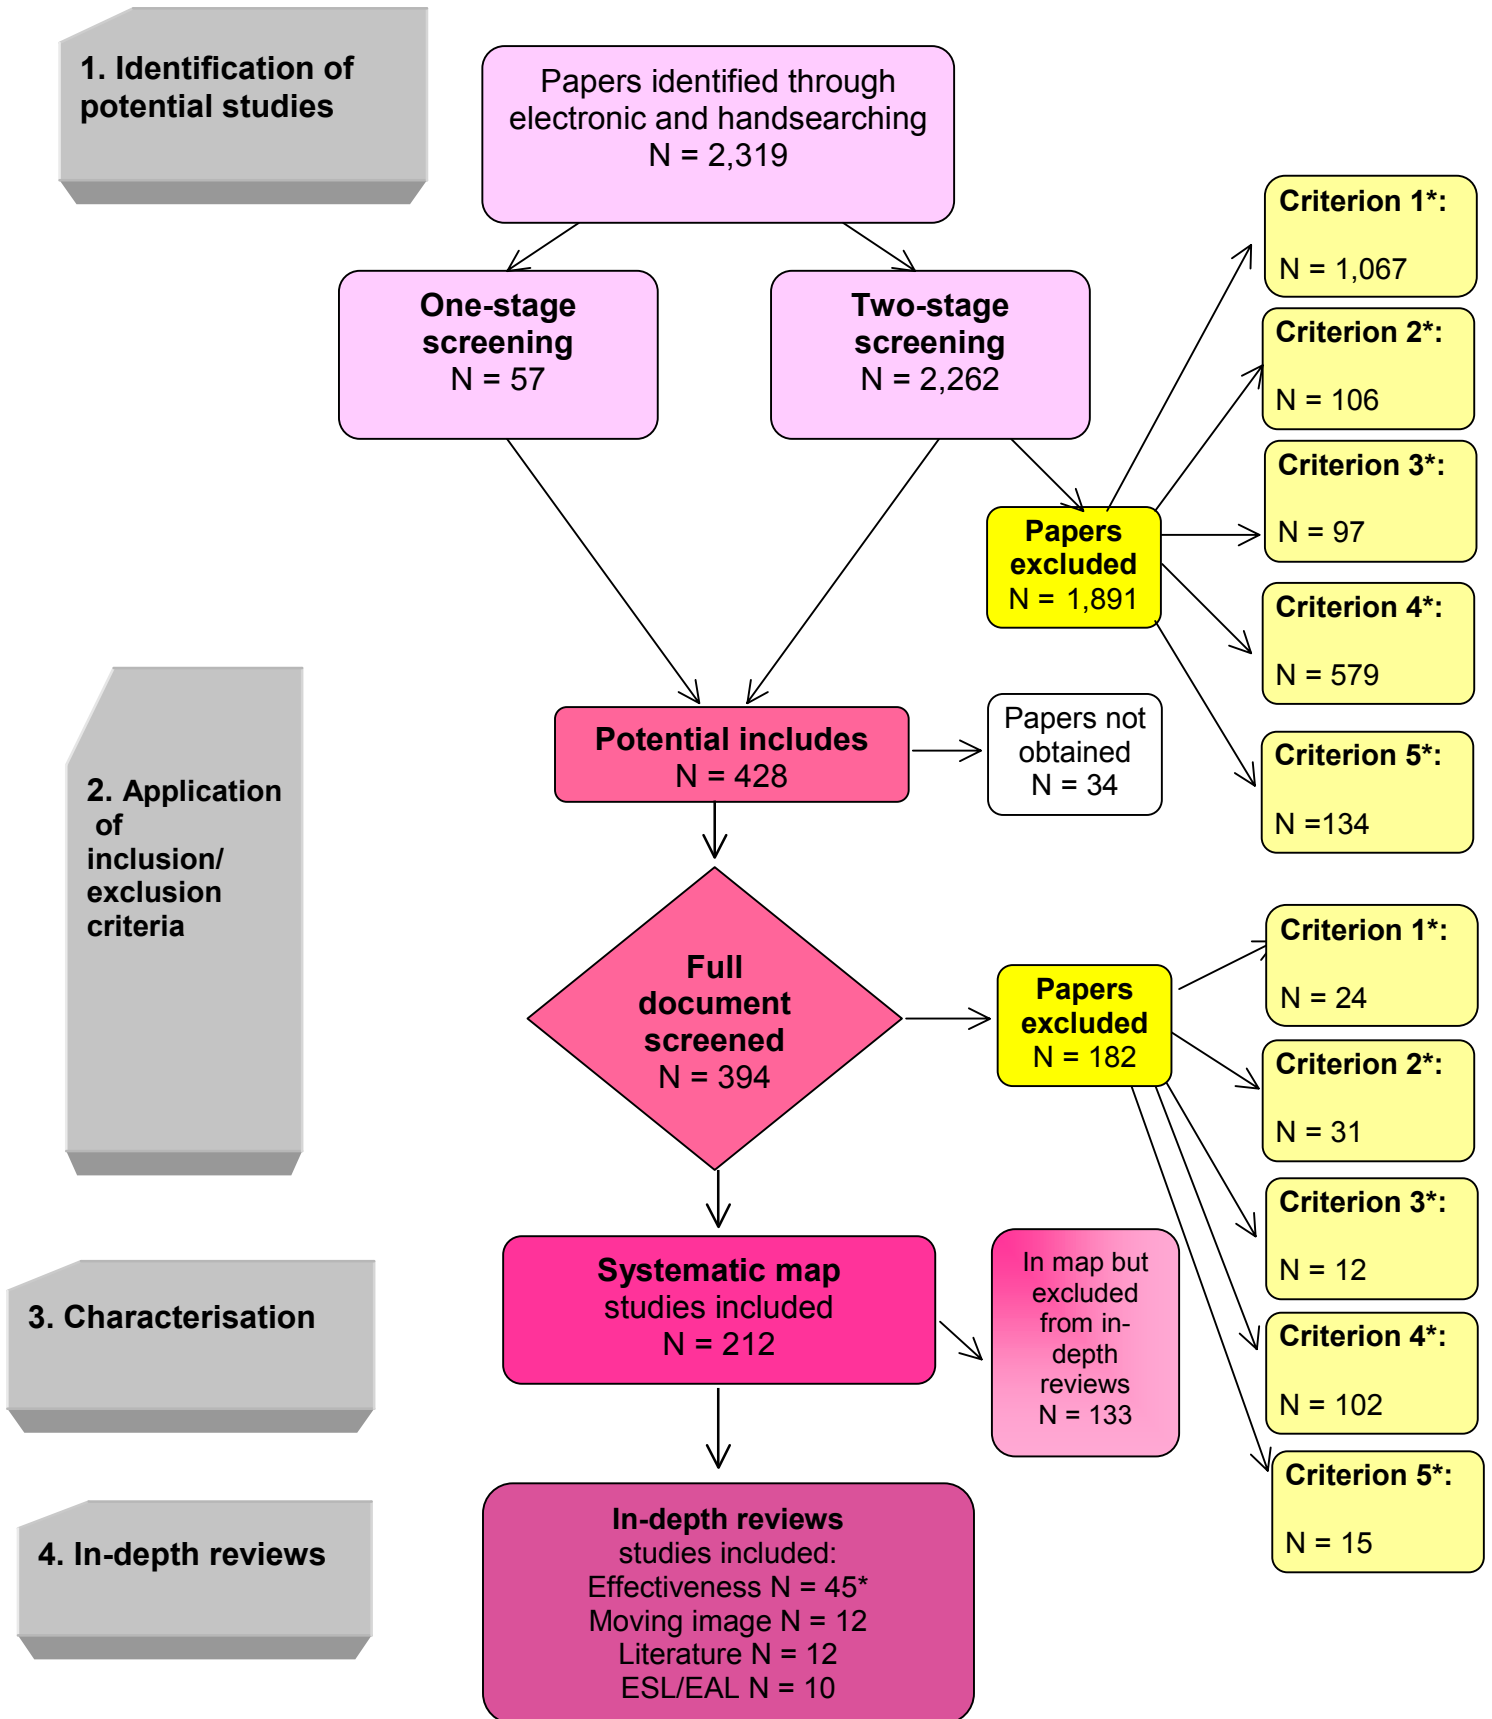 1. Identification of
potential studies
Papers identified through
electronic and handsearching
N = 2,319
One-stage
screening
N = 57
Two-stage
screening
N = 2,262
Papers
excluded
N = 1,891
Criterion 1*:
N = 1,067
Criterion 2*:
N = 106
Criterion 3*:
N = 97
Criterion 4*:
N = 579
Criterion 5*:
N =134
2. Application
of
inclusion/
exclusion
criteria
Potential includes
N = 428
Papers not
obtained
N = 34
Full
document
screened
N = 394
Papers
excluded
N = 182
Criterion 1*:
N = 24
Criterion 2*:
N = 31
Criterion 3*:
N = 12
Criterion 4*:
N = 102
Criterion 5*:
N = 15
3. Characterisation
Systematic map
studies included
N = 212
In map but
excluded
from in-
depth
reviews
N = 133
4. In-depth reviews
In-depth reviews
studies included:
Effectiveness N = 45*
Moving image N = 12
Literature N = 12
ESL/EAL N = 10